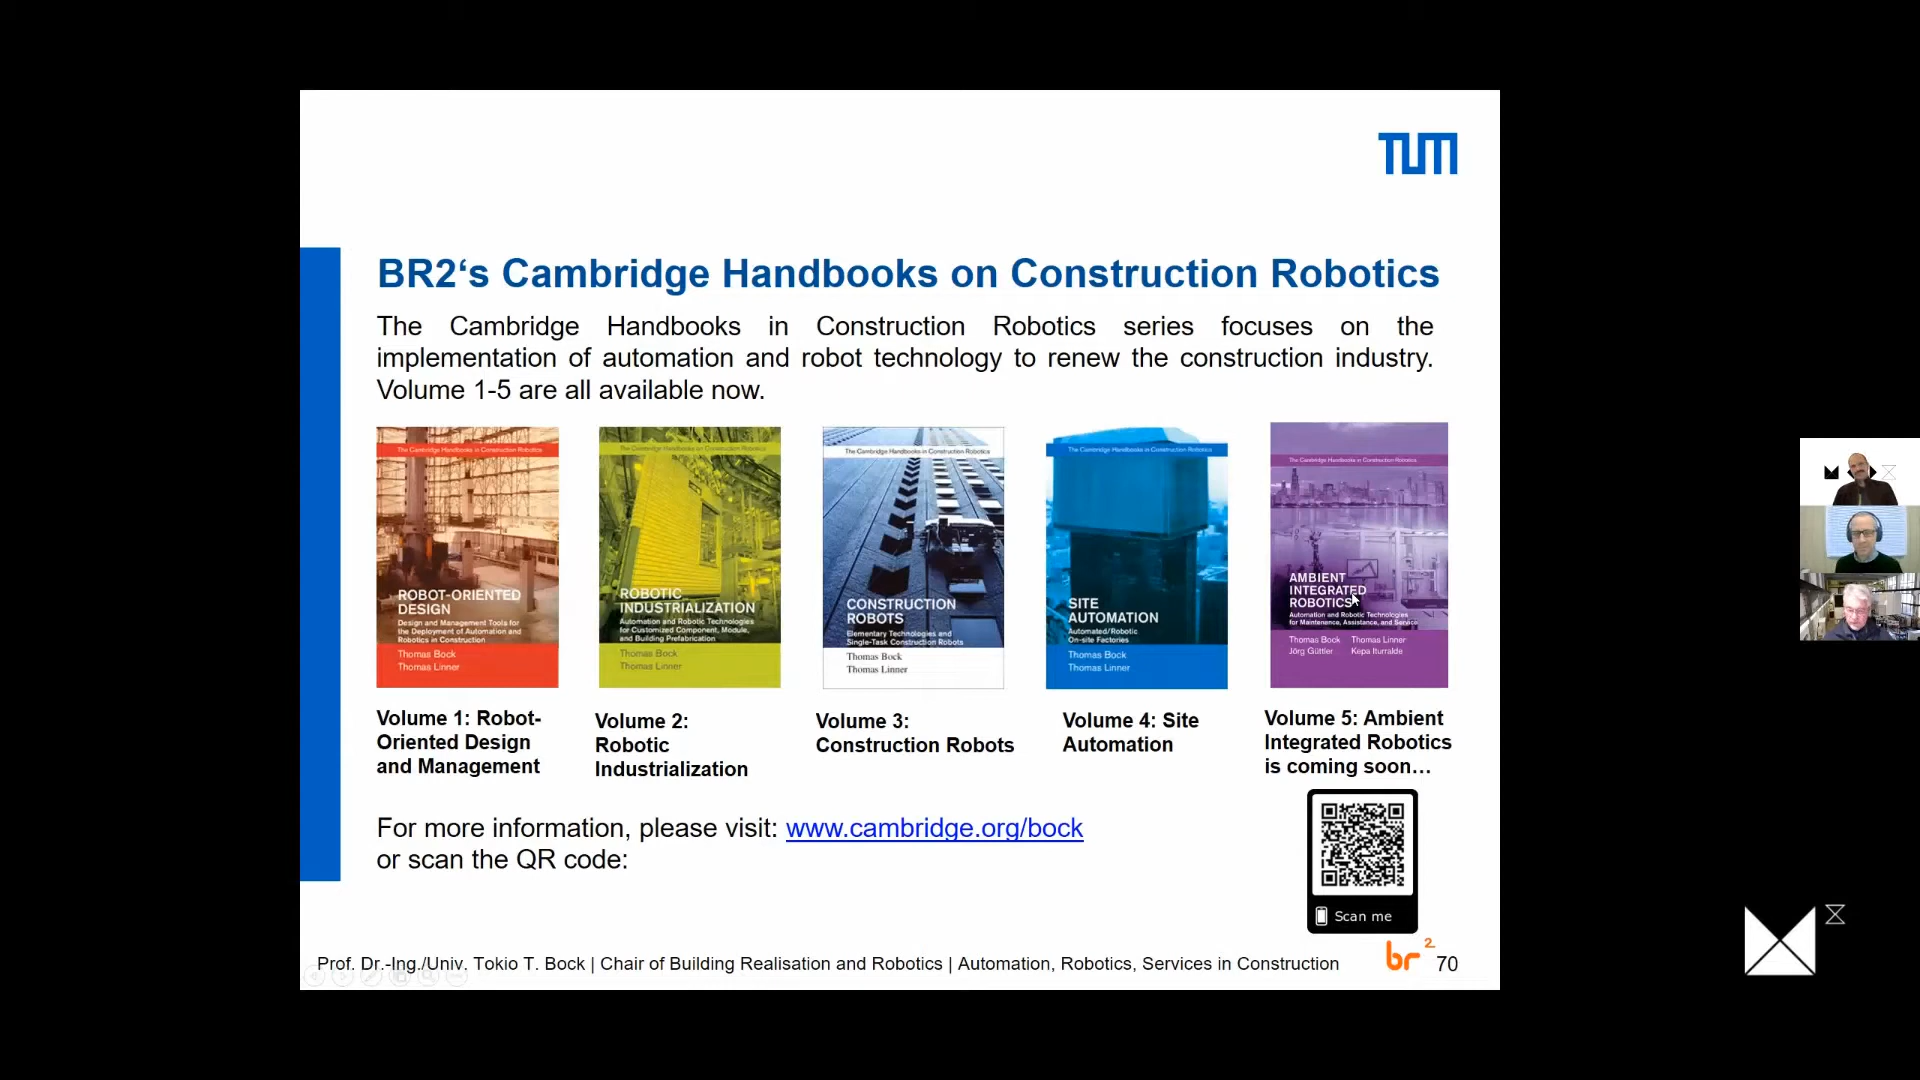 TUM
BR2‘s Cambridge Handbooks on Construction Robotics
The Cambridge Handbooks in Construction Robotics series focuses on the
implementation of automation and robot technology to renew the construction industry.
Volume 1-5 are all available now.
The Cambridge Handbooks in Construction Robotics
ROBOT-ORIENTED
DESIGN
Design and Management Tools for
the Deployment of Automation and
Robotics in Construction
Thomas Bock
Thomas Linner
The Cambridge Handbooks on Construction Robotics
ROBOTIC
INDUSTRIALIZATION
Automation and Robotic Technologies
for Customized Component, Module,
and Building Prefabrication
Thomas Bock
Thomas Linner
The Cambridge Handbooks in Construction Robotics
CONSTRUCTION
ROBOTS
Elementary Technologies and
Single-Task Construction Robots
Thomas Bock
Thomas Linner
The Cambridge Handbooks in Construction Robotics
SITE
AUTOMATION
Automated/Robotic
On-site Factories
Thomas Bock
Thomas Linner
The Cambridge Handbooks in Construction Robotics
AMBIENT
INTEGRATED
ROBOTICS
Automation and Robotic Technologies
for Maintenance, Assistance, and Service
Thomas Bock Thomas Linner
Jörg Güttler Kepa Iturralde
Volume 1: Robot-
Oriented Design
and Management
Volume 2:
Robotic
Industrialization
Volume 3:
Construction Robots
Volume 4: Site
Automation
Volume 5: Ambient
Integrated Robotics
is coming soon…
For more information, please visit: www.cambridge.org/bock
or scan the QR code:
Scan me
Prof. Dr.-Ing./Univ. Tokio T. Bock | Chair of Building Realisation and Robotics | Automation, Robotics, Services in Construction
br2 70